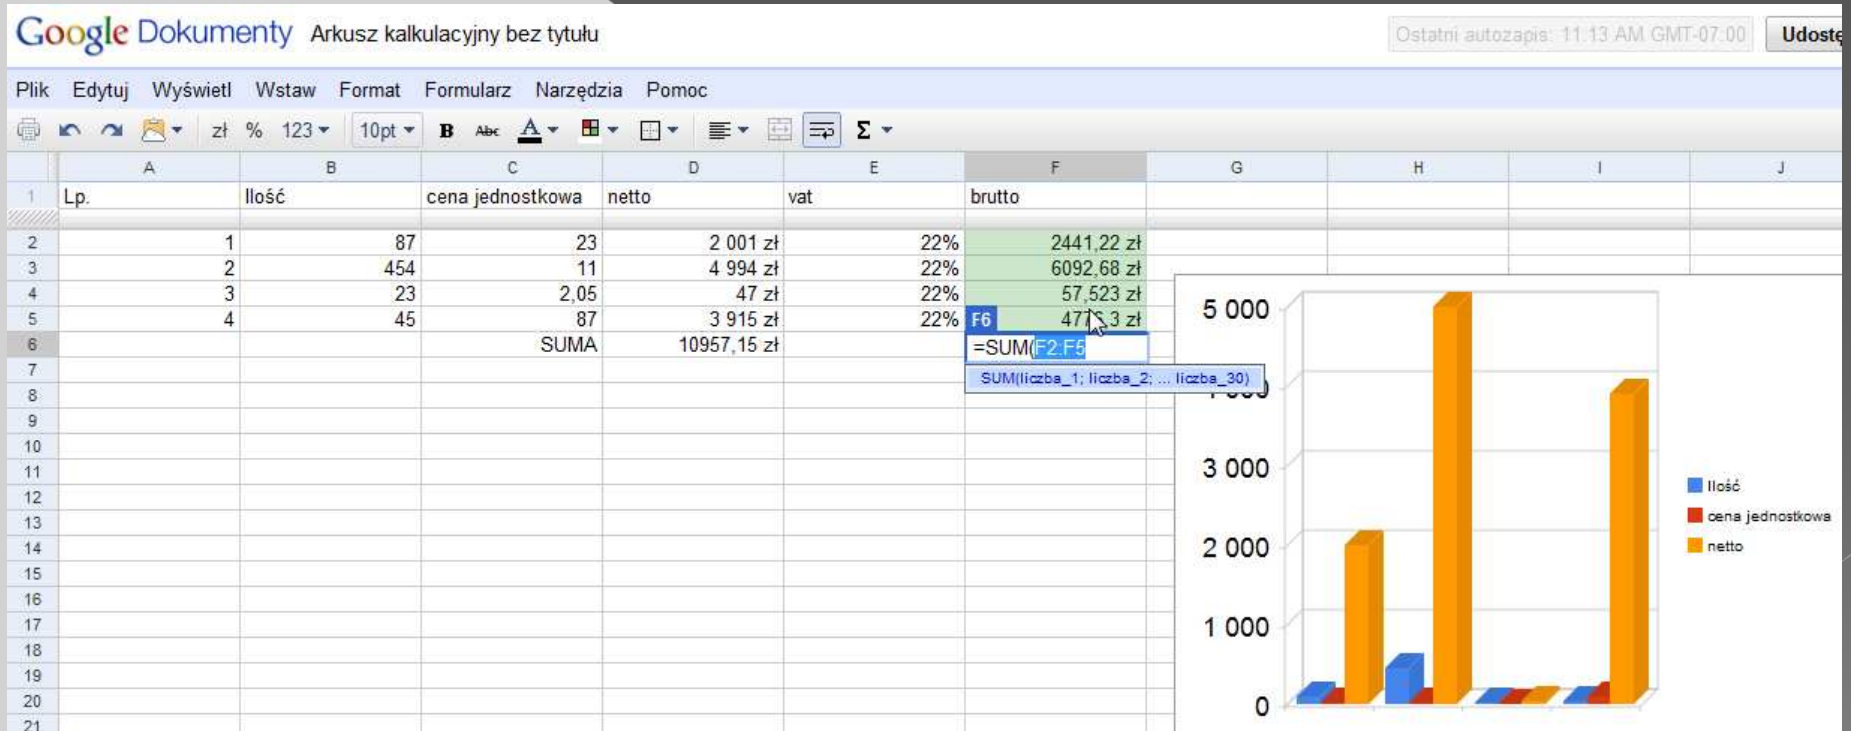 Google Dokumenty Arkusz kalkulacyjny bez tytułu Ostatni autozapis: 11:13 AM GMT-07:00
Plik Edytuj Wyświetl Wstaw Format Formularz Narzędzia Pomoc
zł % 123 10pt B Abc A Σ
A B C D E F G H I J
1 Lp. Ilość cena jednostkowa netto vat brutto
2 1 87 23 2 001 zł 22% 2441,22 zł
3 2 454 11 4 994 zł 22% 6092,68 zł
4 3 23 2,05 47 zł 22% 57,523 zł
5 4 45 87 3 915 zł 22% F6
6 SUMA 10957,15 zł =SUM(F2:F5
SUM(liczba_1; liczba_2; ... liczba_30)
7
8
9
10
11
12
13
14
15
16
17
18
19
20
21
5 000
3 000
2 000
1 000
0
Ilość
cena jednostkowa
netto